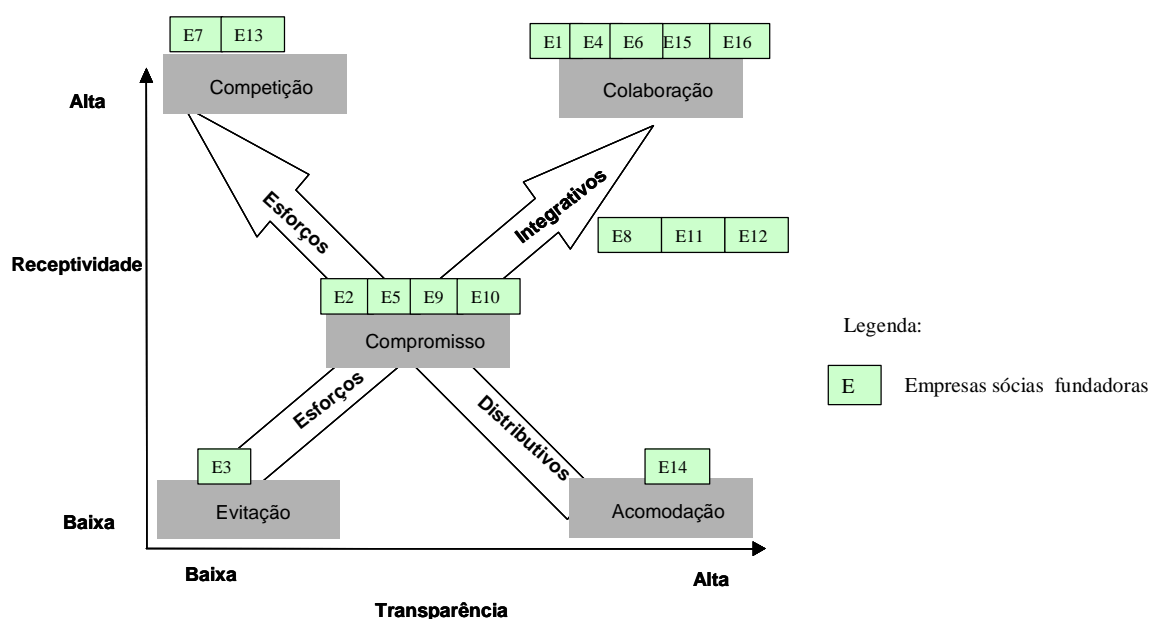 E7 E13
E1 E4 E6 E15 E16
Competição
Colaboração
Alta
Esforços
Integrativos
E8 E11 E12
Receptividade
E2 E5 E9 E10
Compromisso
Legenda:
E Empresas sócias fundadoras
Esforços
Distributivos
E3
E14
Evitação
Acomodação
Baixa
Baixa
Alta
Transparência